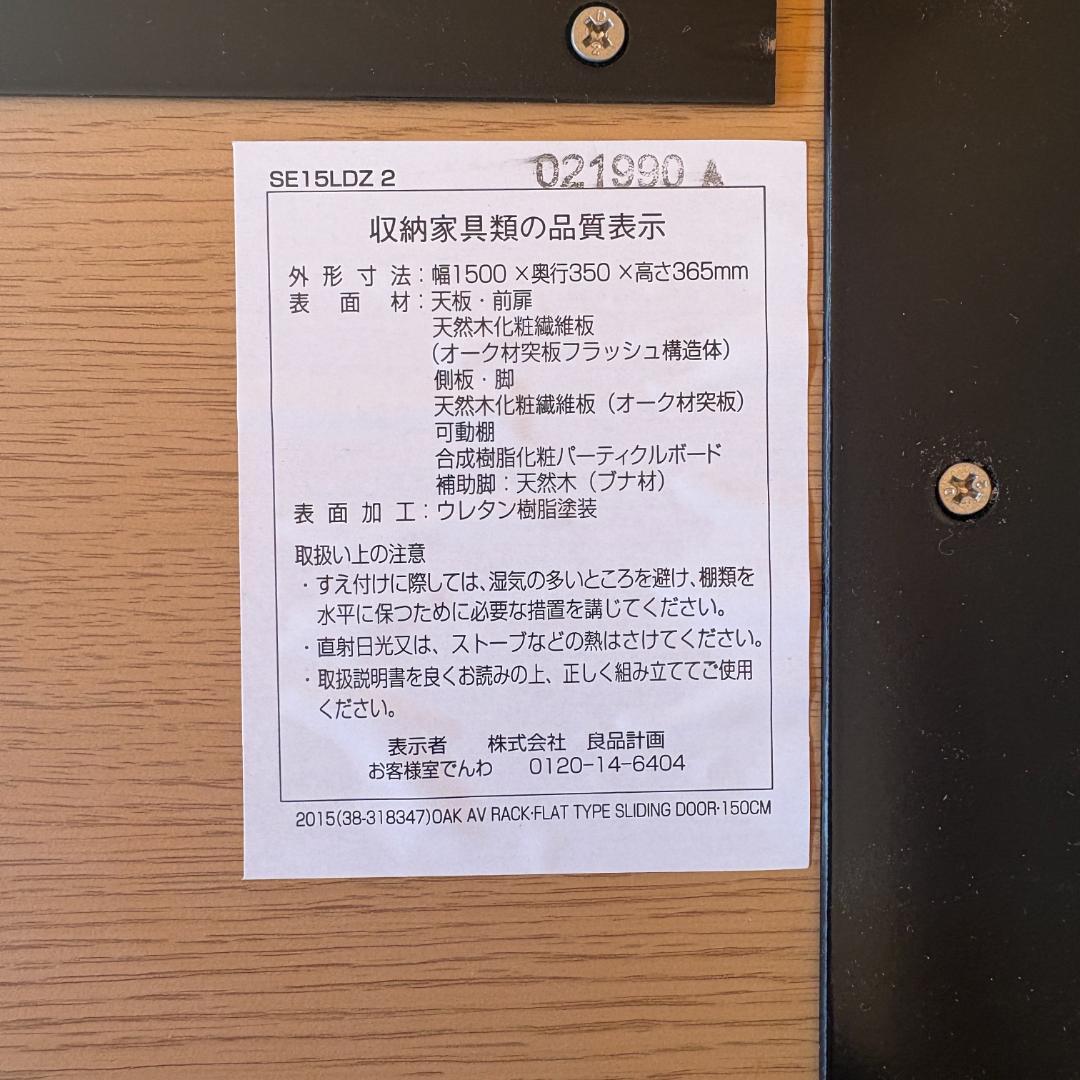 SE15LDZ 2
021990 A
収納家具類の品質表示
外形寸法：幅1500×奥行350×高さ365mm
表面材：天板・前扉
天然木化粧繊維板
(オーク材突板フラッシュ構造体)
側板・脚
天然木化粧繊維板（オーク材突板）
可動棚
合成樹脂化粧パーティクルボード
補助脚：天然木（ブナ材）
表面加工：ウレタン樹脂塗装
取扱い上の注意
・すえ付けに際しては、湿気の多いところを避け、棚類を
水平に保つために必要な措置を講じてください。
・直射日光又は、ストーブなどの熱はさけてください。
・取扱説明書を良くお読みの上、正しく組み立ててご使用
ください。
表示者 株式会社 良品計画
お客様室でんわ 0120-14-6404
2015(38-318347)OAK AV RACK・FLAT TYPE SLIDING DOOR・150CM